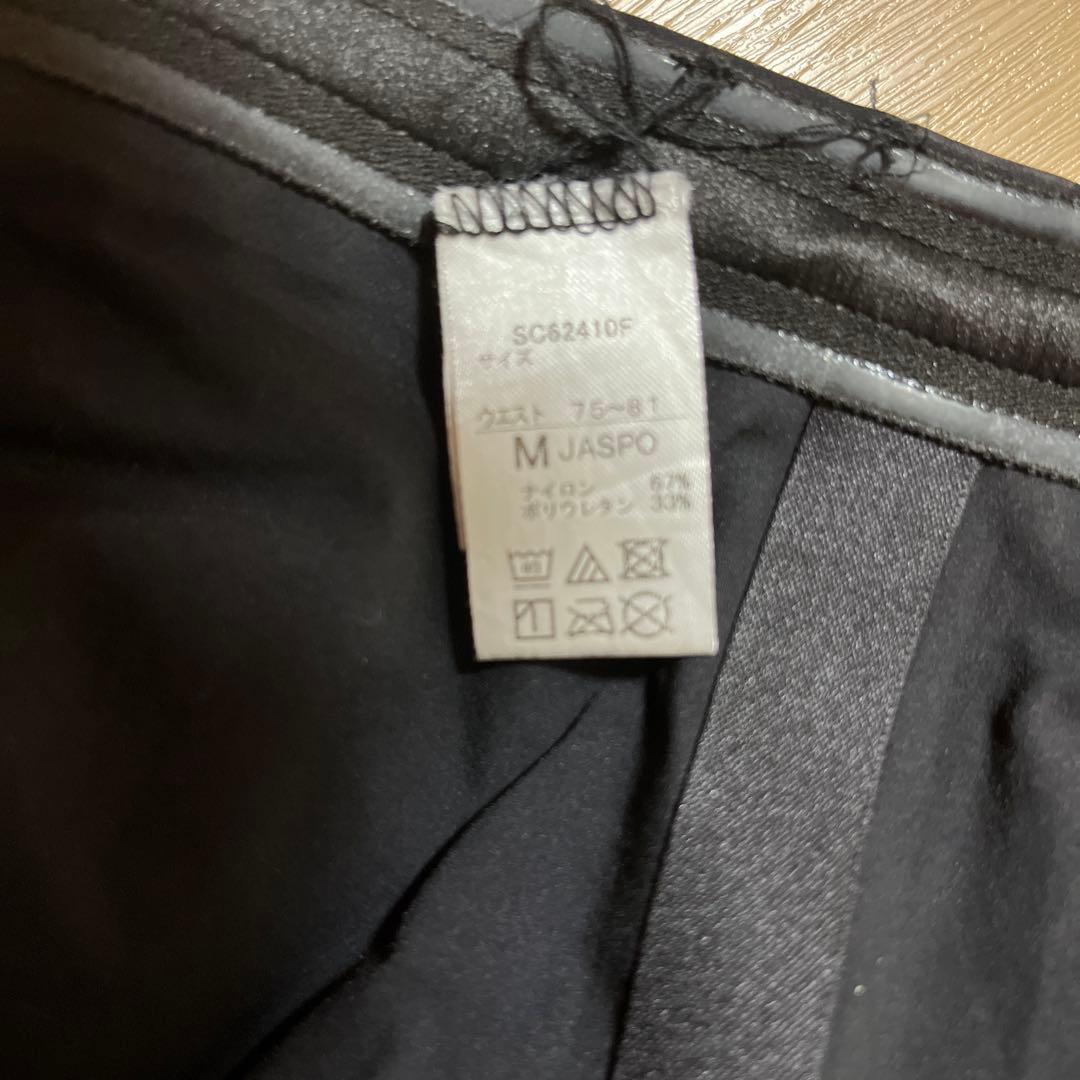 SC62410F
サイズ
ウエスト 75〜81
M JASPO
ナイロン 67%
ポリウレタン 33%